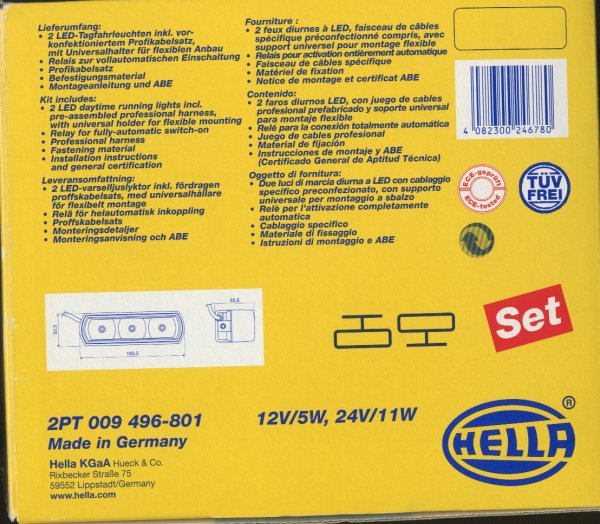 Lieferumfang:
• 2 LED-Tagfahrleuchten inkl. vor-
konfektioniertem Profikabelsatz,
mit Universalhalter für flexiblen Anbau
• Relais zur vollautomatischen Einschaltung
• Profikabelsatz
• Befestigungsmaterial
• Montageanleitung und ABE
Kit includes:
• 2 LED daytime running lights incl.
pre-assembled professional harness,
with universal holder for flexible mounting
• Relay for fully-automatic switch-on
• Professional harness
• Fastening material
• Installation instructions
and general certification
Leveransomfattning:
• 2 LED-varselljuslyktor inkl. fördragen
proffskabelsats, med universalhållare
för flexibelt montage
• Relä för helautomatisk inkoppling
• Proffskabelsats
• Monteringsdetaljer
• Monteringsanvisning och ABE
Fourniture :
• 2 feux diurnes à LED, faisceau de câbles
spécifique préconfectionné compris, avec
support universel pour montage flexible
• Relais pour activation entièrement automatique
• Faisceau de câbles spécifique
• Matériel de fixation
• Notice de montage et certificat ABE
Contenido:
• 2 faros diurnos LED, con juego de cables
profesional prefabricado y soporte universal
para montaje flexible
• Relé para la conexión totalmente automática
• Juego de cables profesional
• Material de fijación
• Instrucciones de montaje y ABE
(Certificado General de Aptitud Técnica)
Oggetto di fornitura:
• Due luci di marcia diurna a LED con cablaggio
specifico preconfezionato, con supporto
universale per montaggio a sbalzo
• Relè per l'attivazione completamente
automatica
• Cablaggio specifico
• Materiale di fissaggio
• Istruzioni di montaggio e ABE
4 082300 246780
ECE-geprüft
ECE-tested
TÜV
FREI
52,3
169,3
63,8
Set
2PT 009 496-801
Made in Germany
12V/5W, 24V/11W
Hella KGaA Hueck & Co.
Rixbecker Straße 75
59552 Lippstadt/Germany
www.hella.com
HELLA
®